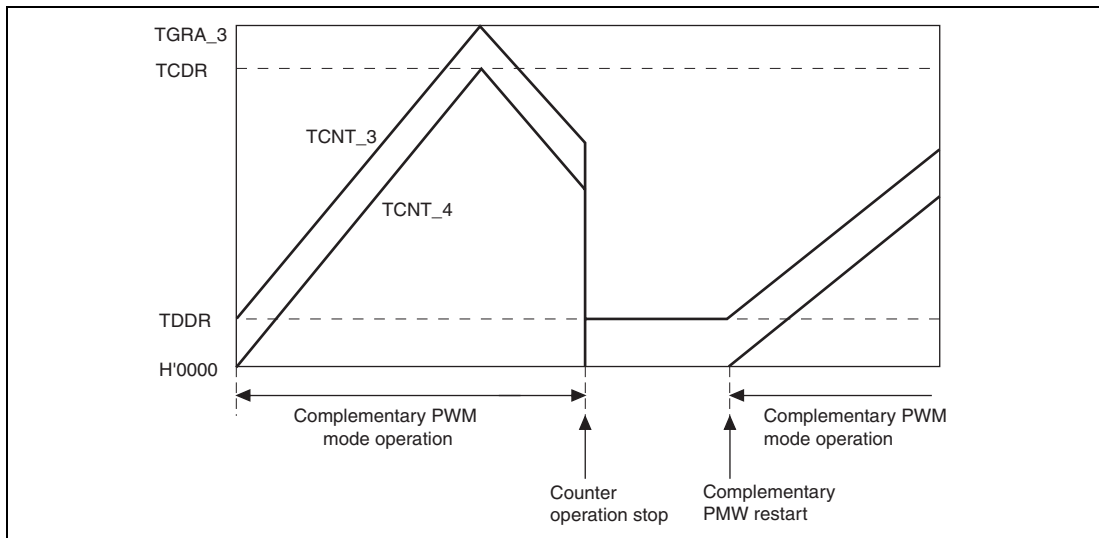 TGRA_3
TCDR
TCNT_3
TCNT_4
TDDR
H'0000
Complementary PWM
mode operation
Complementary PWM
mode operation
Counter
operation stop
Complementary
PMW restart